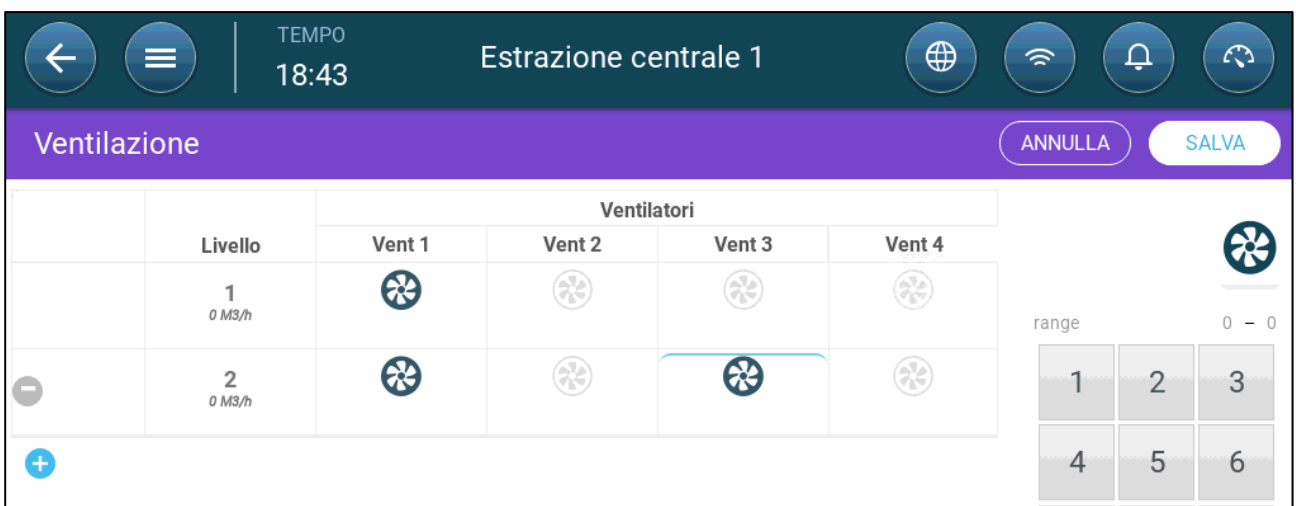 TEMPO
18:43
Estrazione centrale 1
Ventilazione
ANNULLA
SALVA
Ventilatori
Livello Vent 1 Vent 2 Vent 3 Vent 4
1
0 M3/h
range 0 – 0
2
0 M3/h
1 2 3
4 5 6